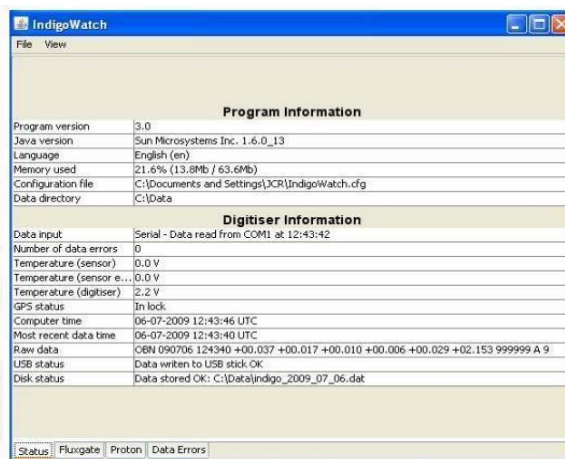 IndigoWatch
File View
Program Information
Program version 3.0
Java version Sun Microsystems Inc. 1.6.0_13
Language English (en)
Memory used 21.6% (13.8Mb / 63.6Mb)
Configuration file C:\Documents and Settings\JCR\IndigoWatch.cfg
Data directory C:\Data
Digitiser Information
Data input Serial - Data read from COM1 at 12:43:42
Number of data errors 0
Temperature (sensor) 0.0 V
Temperature (sensor e... 0.0 V
Temperature (digitiser) 2.2 V
GPS status In lock
Computer time 06-07-2009 12:43:46 UTC
Most recent data time 06-07-2009 12:43:40 UTC
Raw data OBN 090706 124340 +00.037 +00.017 +00.010 +00.006 +00.029 +02.153 999999 A 9
USB status Data writen to USB stick OK
Disk status Data stored OK: C:\Data\indigo_2009_07_06.dat
Status Fluxgate Proton Data Errors